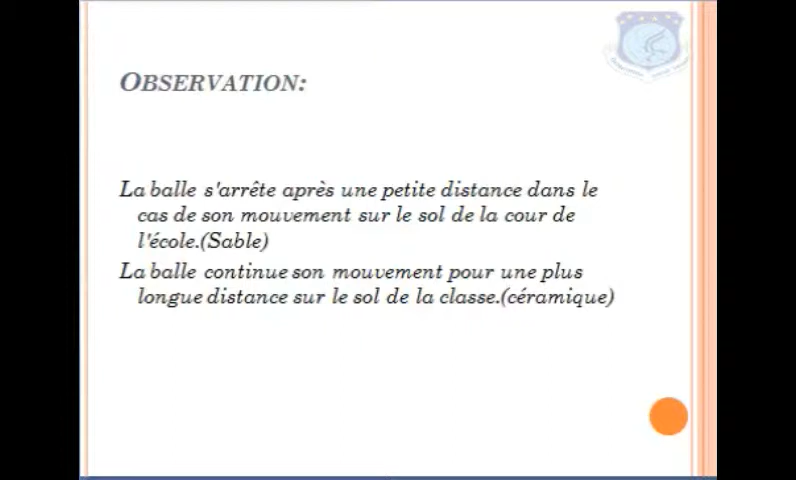 OBSERVATION:
La balle s'arrête après une petite distance dans le
cas de son mouvement sur le sol de la cour de
l'école.(Sable)
La balle continue son mouvement pour une plus
longue distance sur le sol de la classe.(céramique)